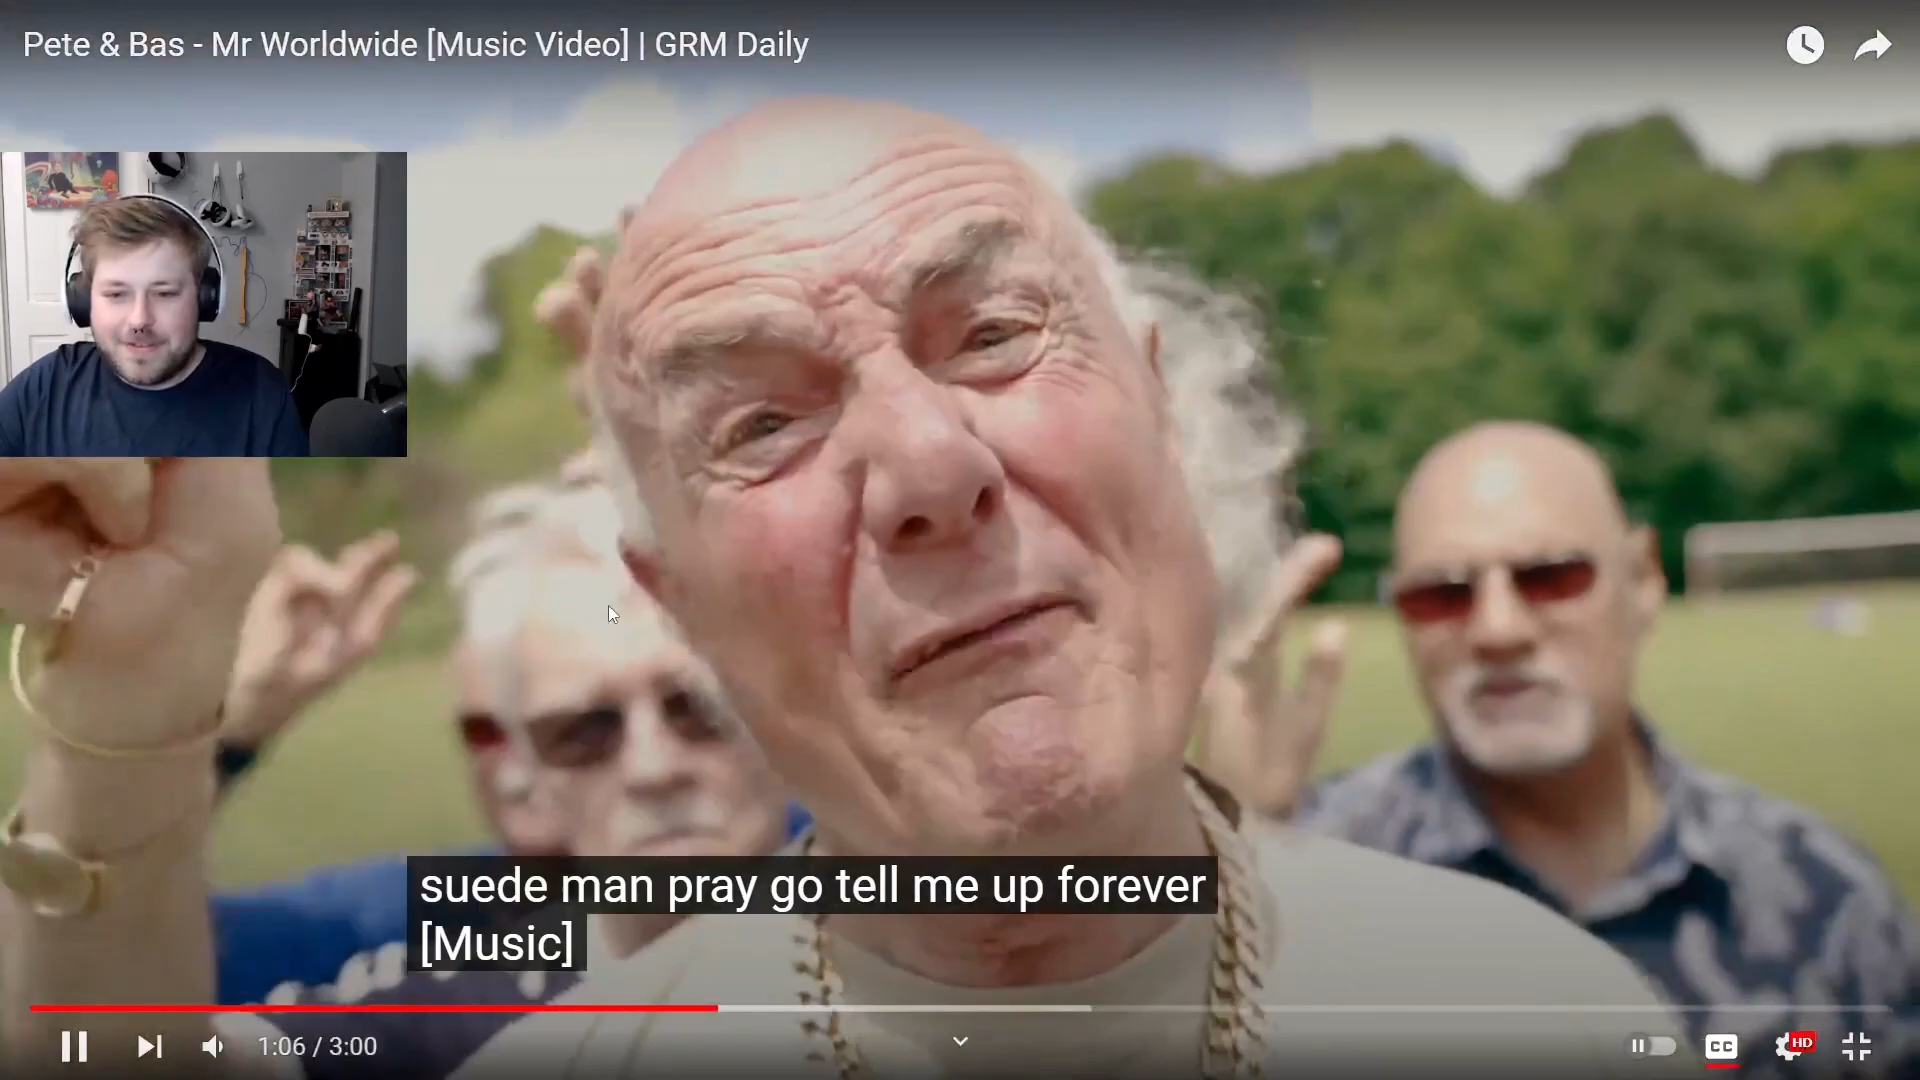 Pete & Bas - Mr Worldwide [Music Video] | GRM Daily
suede man pray go tell me up forever
[Music]
1:06 / 3:00
CC
HD